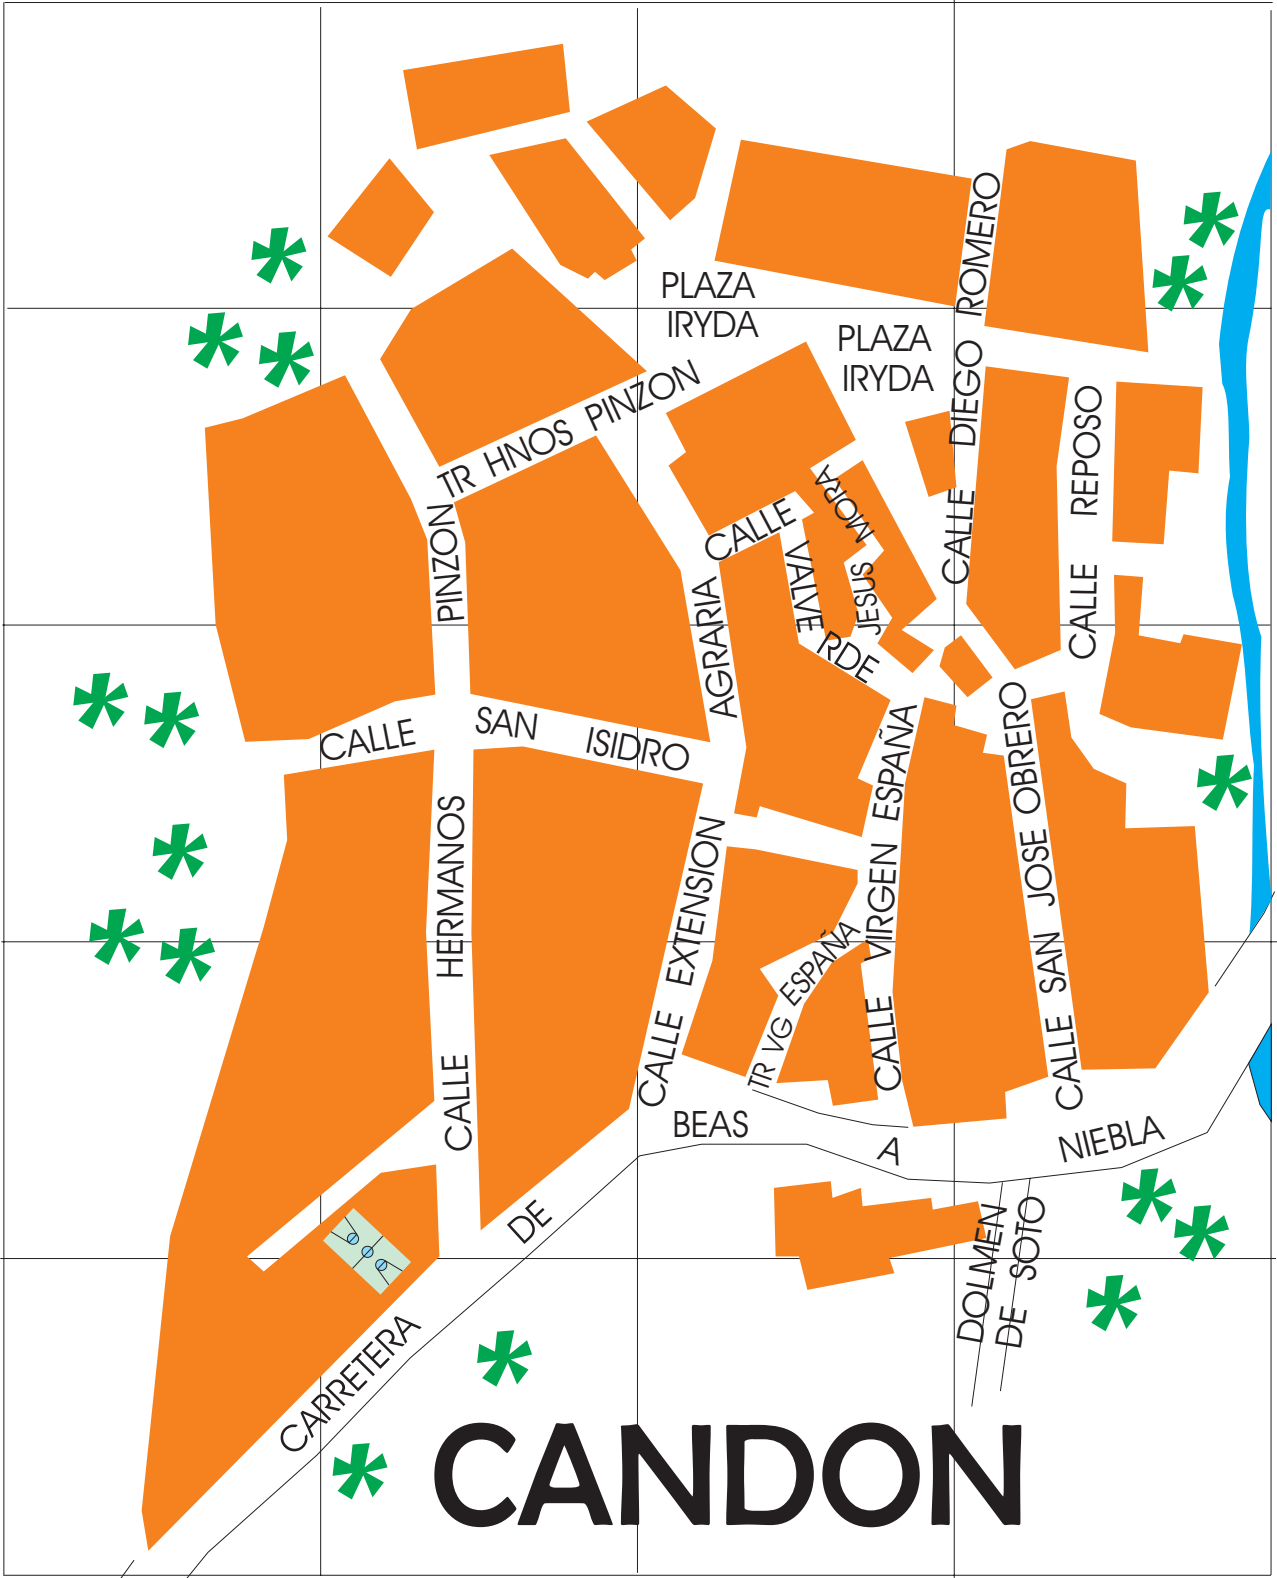 PLAZA
IRYDA
PLAZA
IRYDA
CALLE DIEGO ROMERO
TR HNOS PINZON
CALLE REPOSO
CALLE JESUS MORA
CALLE VALVERDE
CALLE HERMANOS PINZON
CALLE SAN ISIDRO
CALLE EXTENSION AGRARIA
CALLE VIRGEN ESPAÑA
TR VG ESPAÑA
CALLE SAN JOSE OBRERO
CARRETERA DE BEAS A NIEBLA
DOLMEN
DE SOTO
CANDON